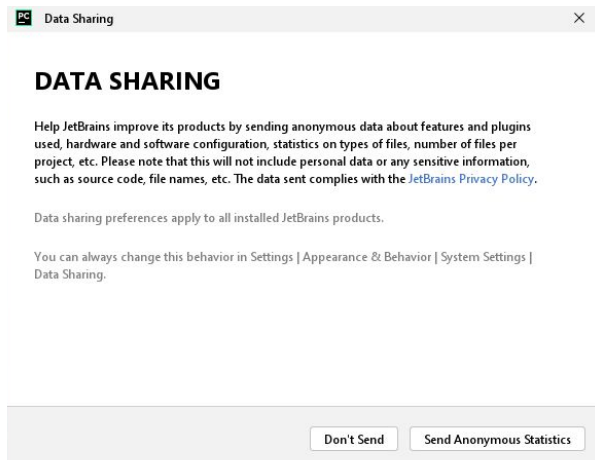 PC Data Sharing
DATA SHARING
Help JetBrains improve its products by sending anonymous data about features and plugins
used, hardware and software configuration, statistics on types of files, number of files per
project, etc. Please note that this will not include personal data or any sensitive information,
such as source code, file names, etc. The data sent complies with the JetBrains Privacy Policy.
Data sharing preferences apply to all installed JetBrains products.
You can always change this behavior in Settings | Appearance & Behavior | System Settings |
Data Sharing.
Don't Send Send Anonymous Statistics